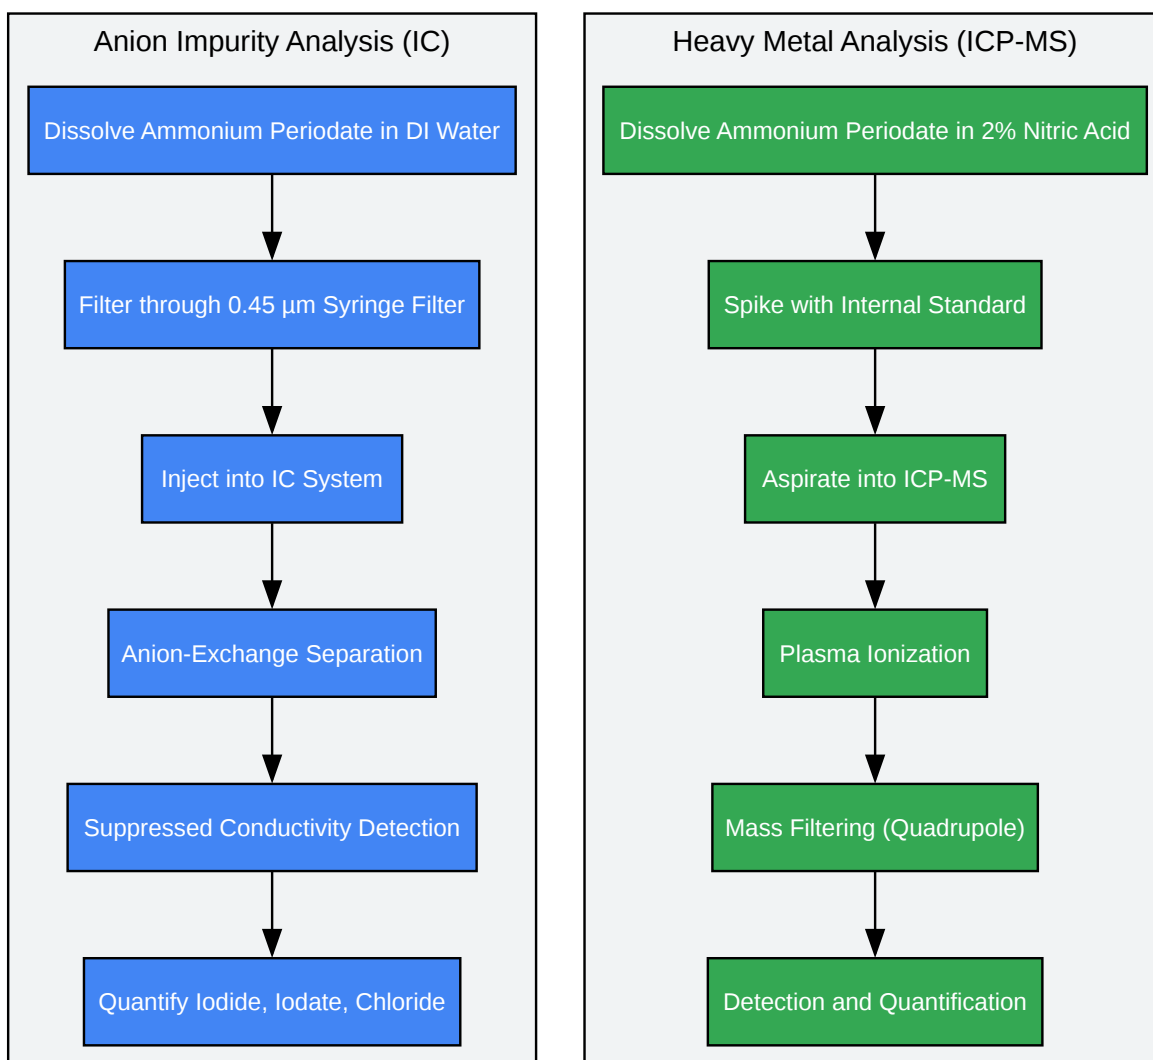 Anion Impurity Analysis (IC)
Dissolve Ammonium Periodate in DI Water
Filter through 0.45 µm Syringe Filter
Inject into IC System
Anion-Exchange Separation
Suppressed Conductivity Detection
Quantify Iodide, Iodate, Chloride
Heavy Metal Analysis (ICP-MS)
Dissolve Ammonium Periodate in 2% Nitric Acid
Spike with Internal Standard
Aspirate into ICP-MS
Plasma Ionization
Mass Filtering (Quadrupole)
Detection and Quantification